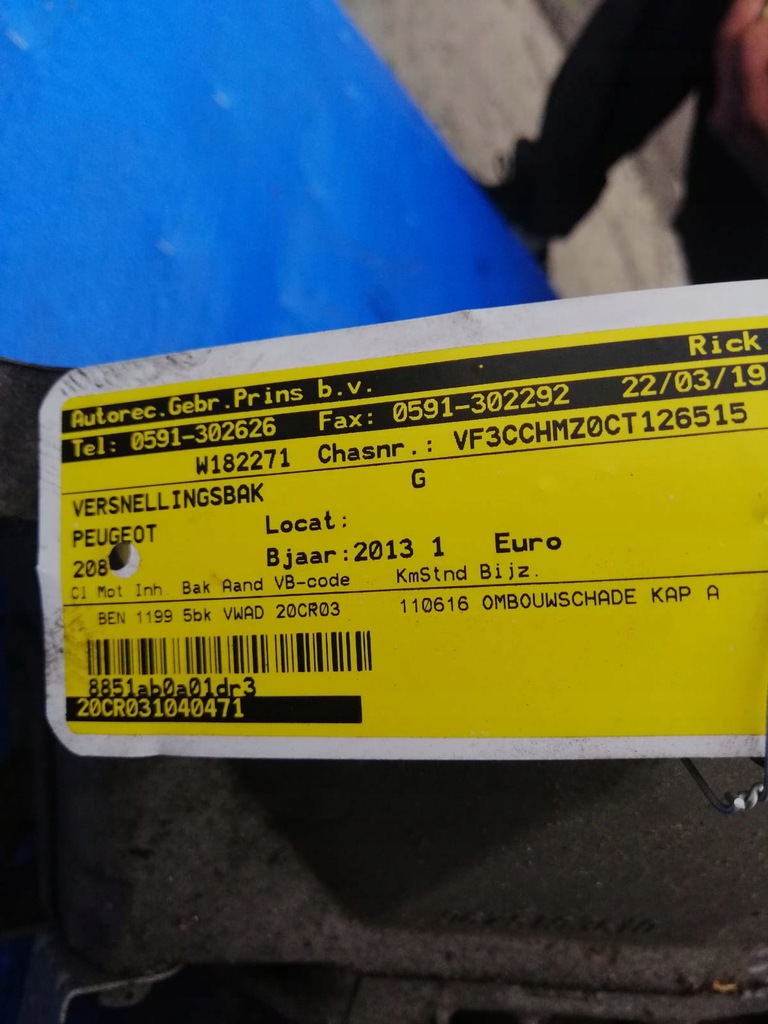 Rick
Autorec.Gebr.Prins b.v.
Tel: 0591-302626 Fax: 0591-302292 22/03/19
W182271 Chasnr.: VF3CCHMZ0CT126515
VERSNELLINGSBAK G
PEUGEOT Locat:
208 Bjaar:2013 1 Euro
Cl Mot Inh Bak Aand VB-code KmStnd Bijz.
BEN 1199 5bk VWAD 20CR03 110616 OMBOUWSCHADE KAP A
8851ab0a01dr3
20CR031040471